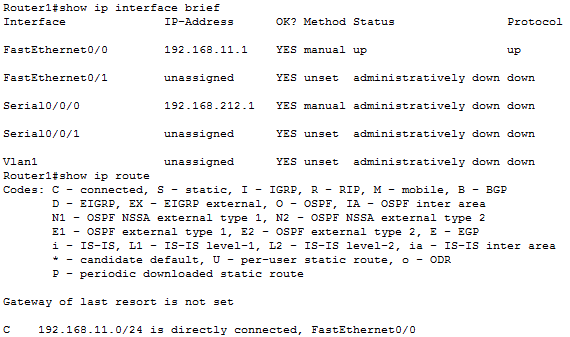 Router1#show ip interface brief
Interface IP-Address OK? Method Status Protocol
FastEthernet0/0 192.168.11.1 YES manual up up
FastEthernet0/1 unassigned YES unset administratively down down
Serial0/0/0 192.168.212.1 YES manual administratively down down
Serial0/0/1 unassigned YES unset administratively down down
Vlan1 unassigned YES unset administratively down down
Router1#show ip route
Codes: C - connected, S - static, I - IGRP, R - RIP, M - mobile, B - BGP
D - EIGRP, EX - EIGRP external, O - OSPF, IA - OSPF inter area
N1 - OSPF NSSA external type 1, N2 - OSPF NSSA external type 2
E1 - OSPF external type 1, E2 - OSPF external type 2, E - EGP
i - IS-IS, L1 - IS-IS level-1, L2 - IS-IS level-2, ia - IS-IS inter area
* - candidate default, U - per-user static route, o - ODR
P - periodic downloaded static route
Gateway of last resort is not set
C 192.168.11.0/24 is directly connected, FastEthernet0/0